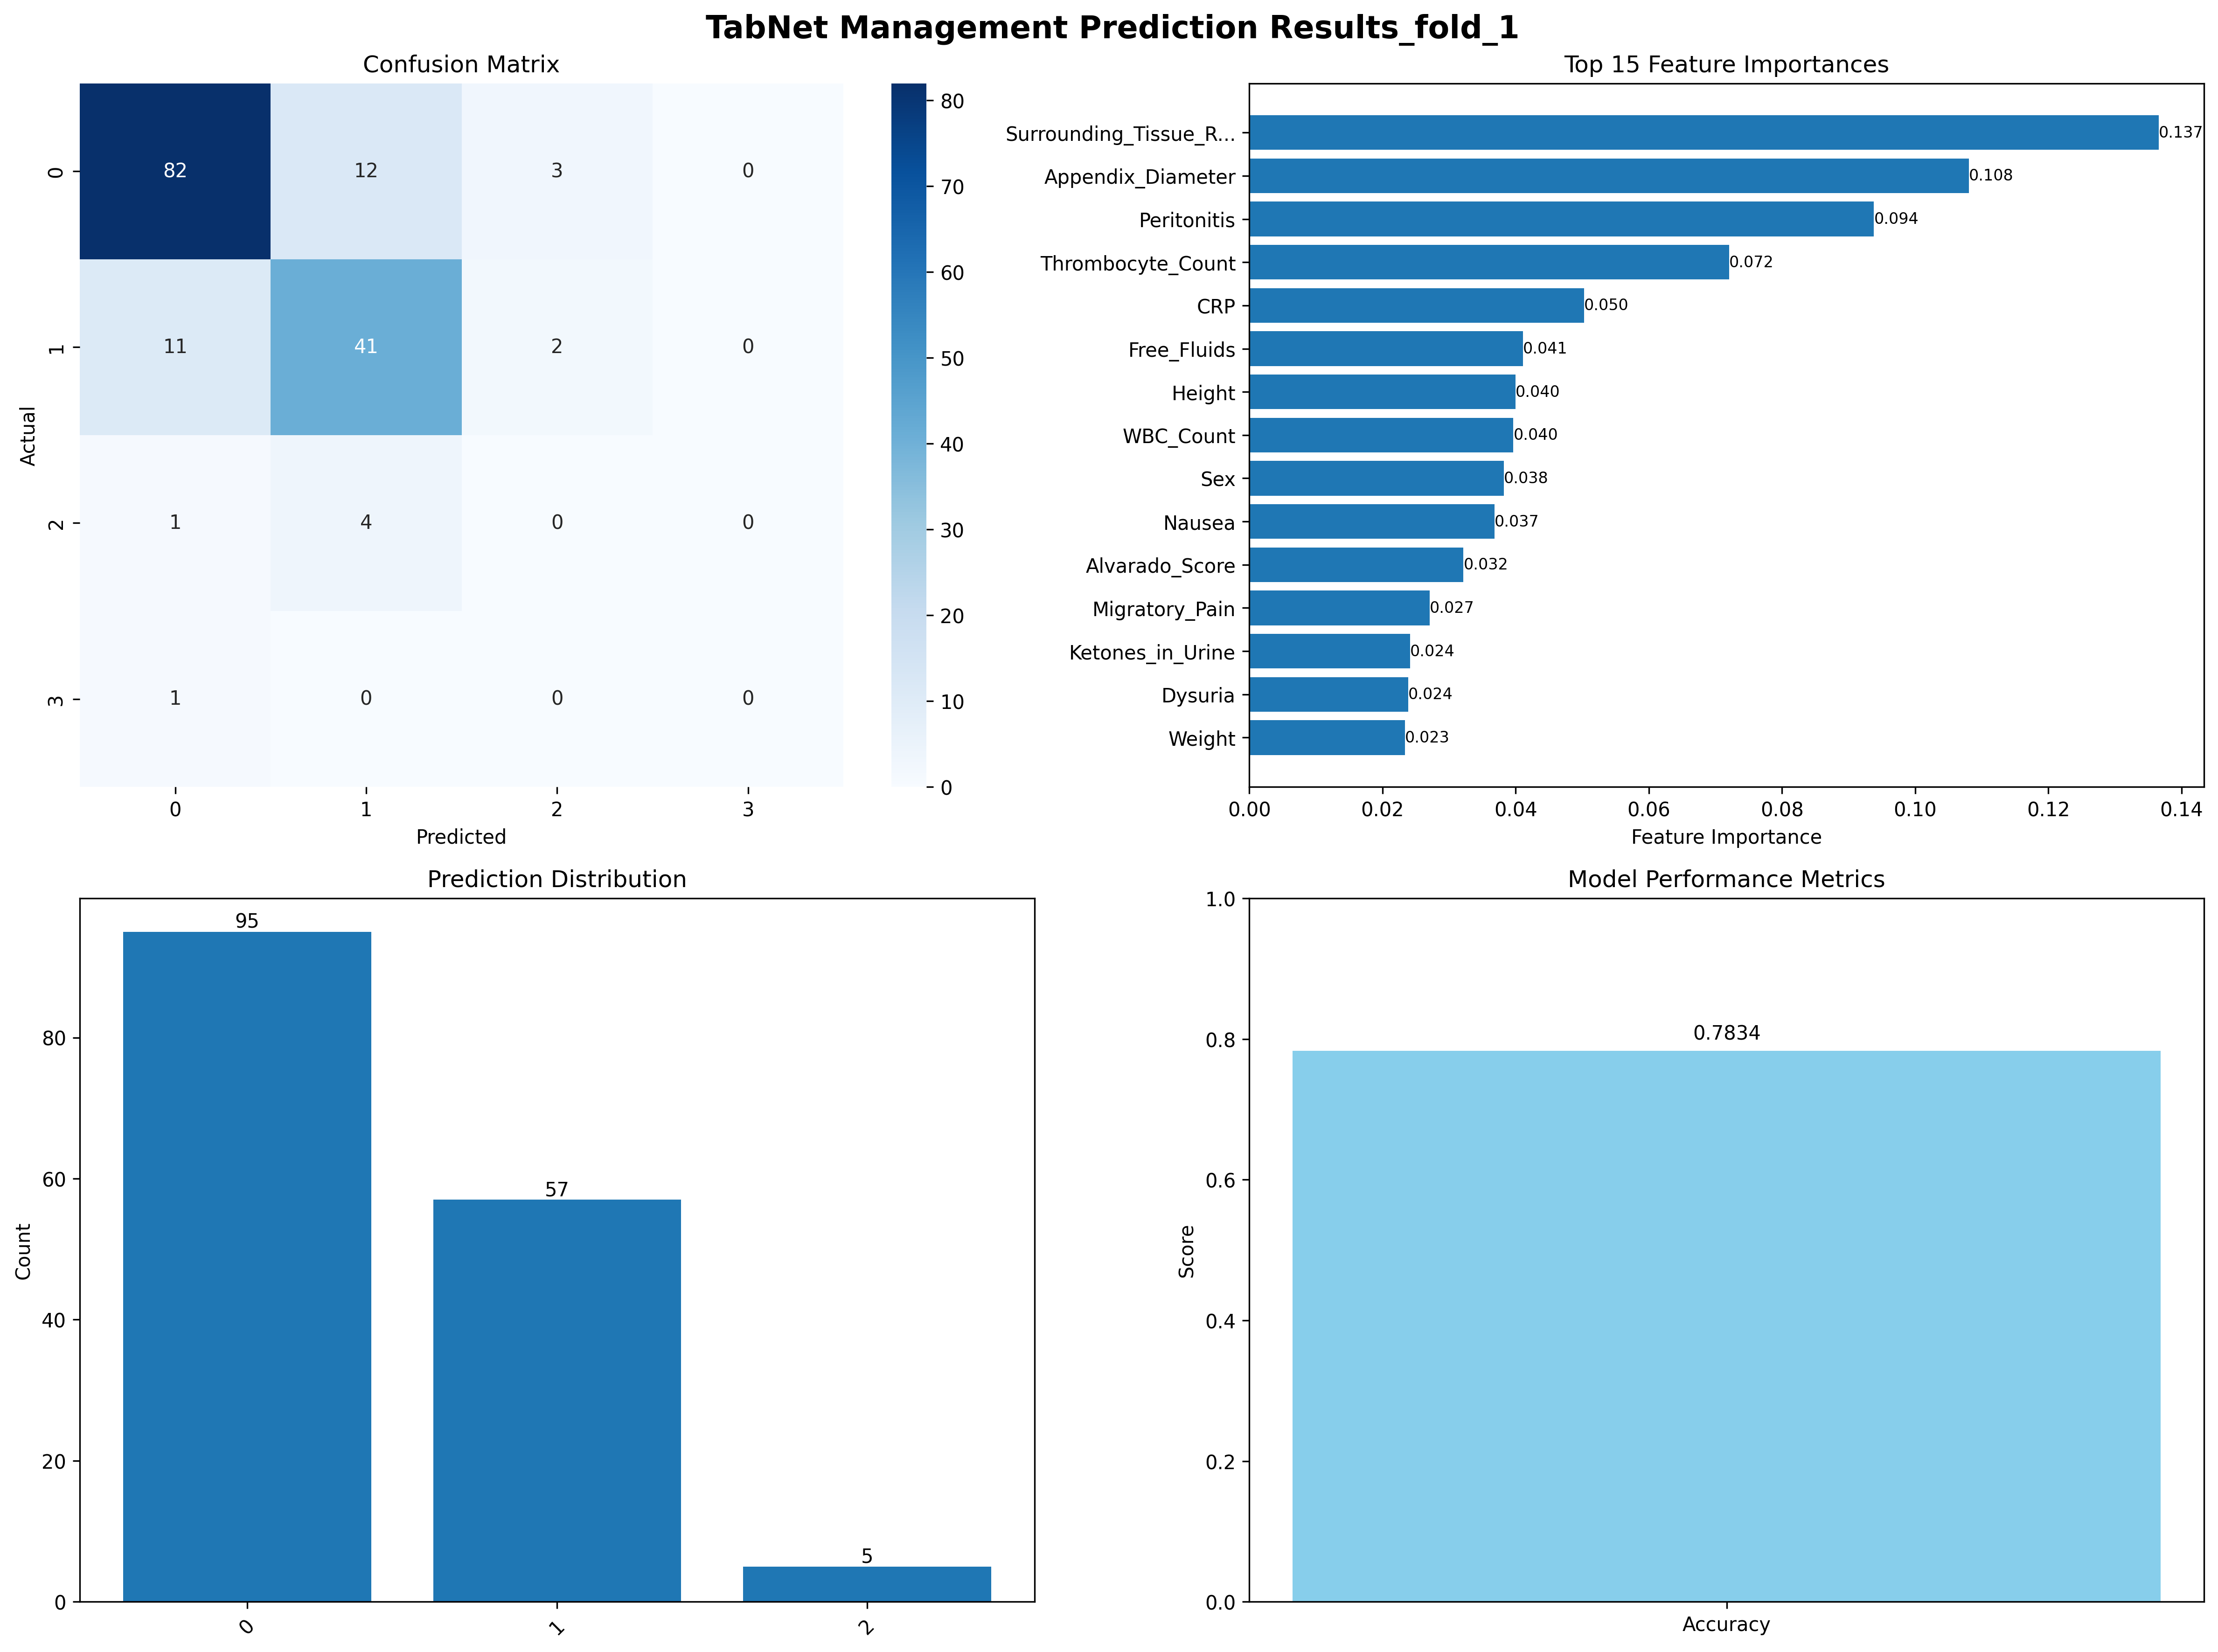 TabNet Management Prediction Results_fold_1
Confusion Matrix
82 12 3 0
11 41 2 0
1 4 0 0
1 0 0 0
0
1
2
3
Actual
0 1 2 3
Predicted
80
70
60
50
40
30
20
10
0
Top 15 Feature Importances
Surrounding_Tissue_R... 0.137
Appendix_Diameter 0.108
Peritonitis 0.094
Thrombocyte_Count 0.072
CRP 0.050
Free_Fluids 0.041
Height 0.040
WBC_Count 0.040
Sex 0.038
Nausea 0.037
Alvarado_Score 0.032
Migratory_Pain 0.027
Ketones_in_Urine 0.024
Dysuria 0.024
Weight 0.023
0.00 0.02 0.04 0.06 0.08 0.10 0.12 0.14
Feature Importance
Prediction Distribution
95
57
5
80
60
40
20
0
Count
0 1 2
Model Performance Metrics
0.7834
1.0
0.8
0.6
0.4
0.2
0.0
Score
Accuracy